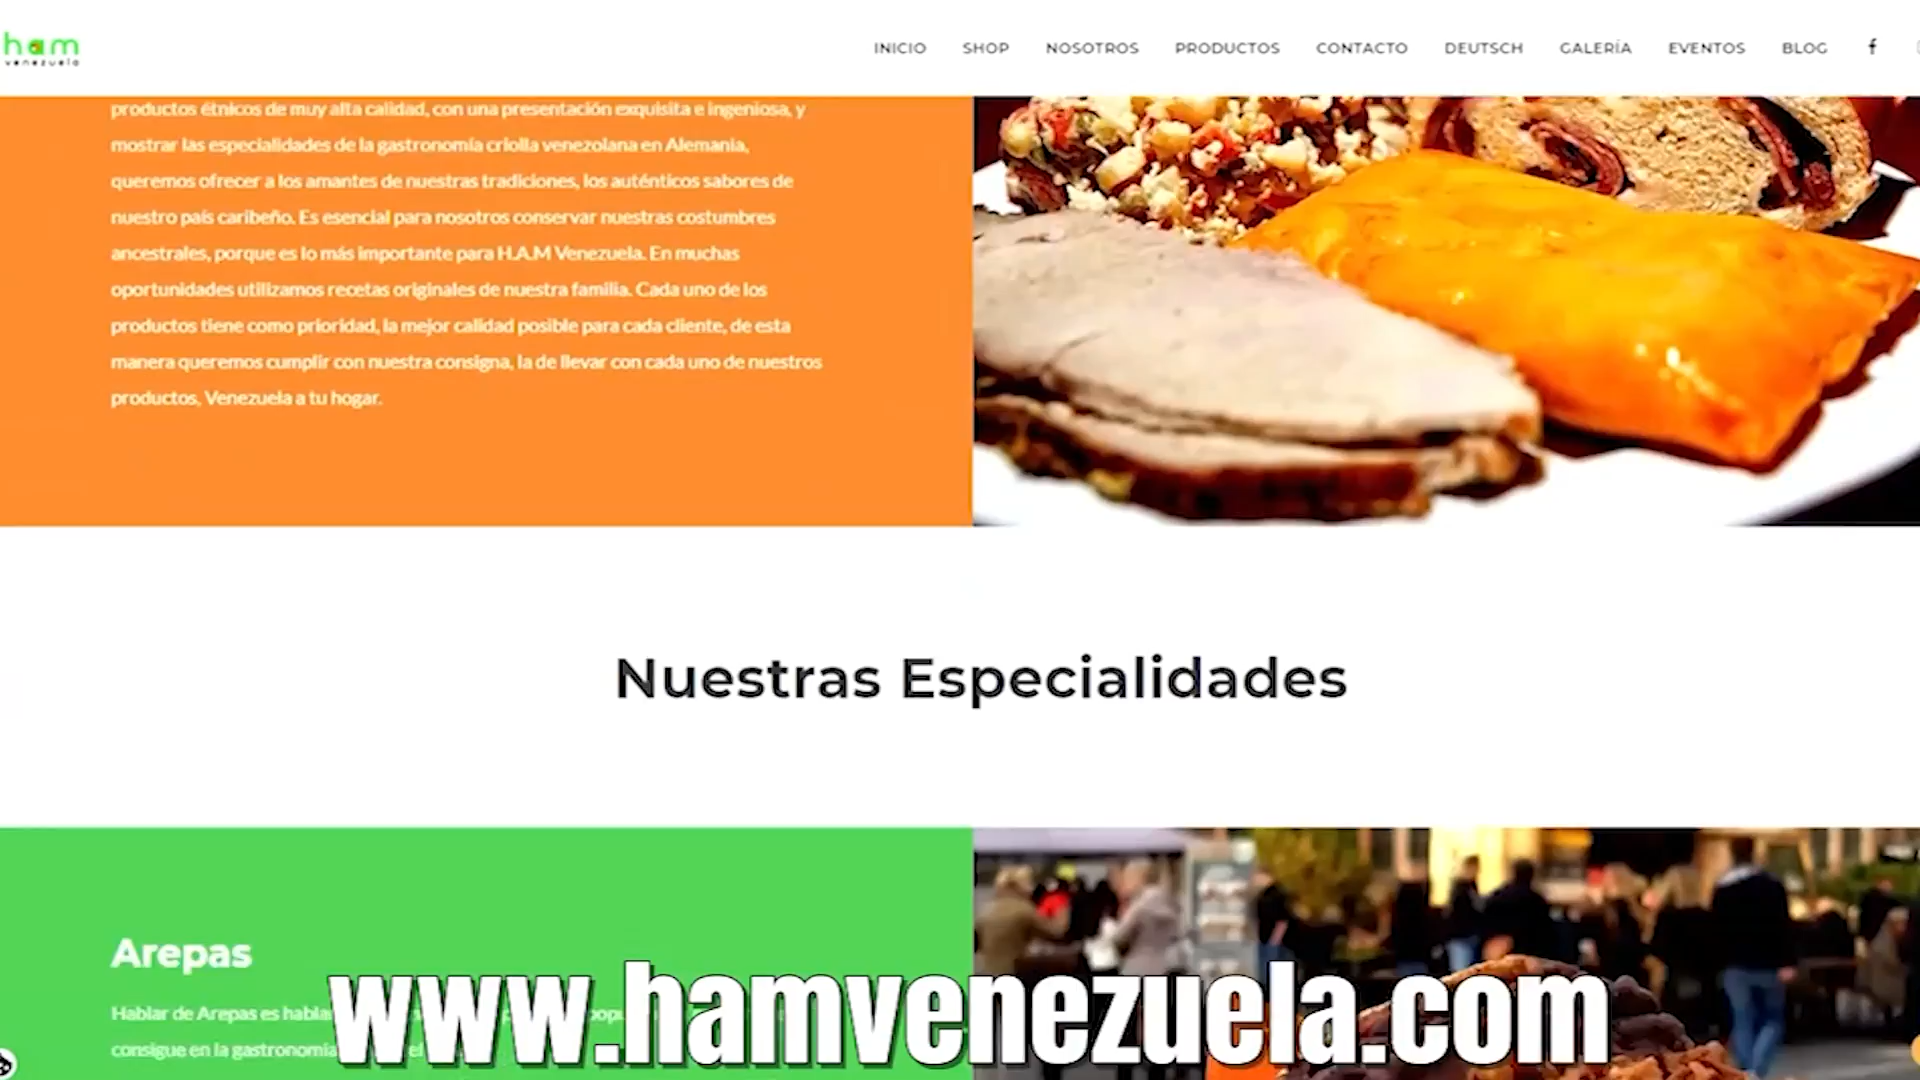 ham
venezuela
INICIO SHOP NOSOTROS PRODUCTOS CONTACTO DEUTSCH GALERÍA EVENTOS BLOG f
productos étnicos de muy alta calidad, con una presentación exquisita e ingeniosa, y
mostrar las especialidades de la gastronomía criolla venezolana en Alemania,
queremos ofrecer a los amantes de nuestras tradiciones, los auténticos sabores de
nuestro país caribeño. Es esencial para nosotros conservar nuestras costumbres
ancestrales, porque es lo más importante para H.A.M Venezuela. En muchas
oportunidades utilizamos recetas originales de nuestra familia. Cada uno de los
productos tiene como prioridad, la mejor calidad posible para cada cliente, de esta
manera queremos cumplir con nuestra consigna, la de llevar con cada uno de nuestros
productos, Venezuela a tu hogar.
Nuestras Especialidades
Arepas
Hablar de Arepas es
consigue en la gastronomía
www.hamvenezuela.com